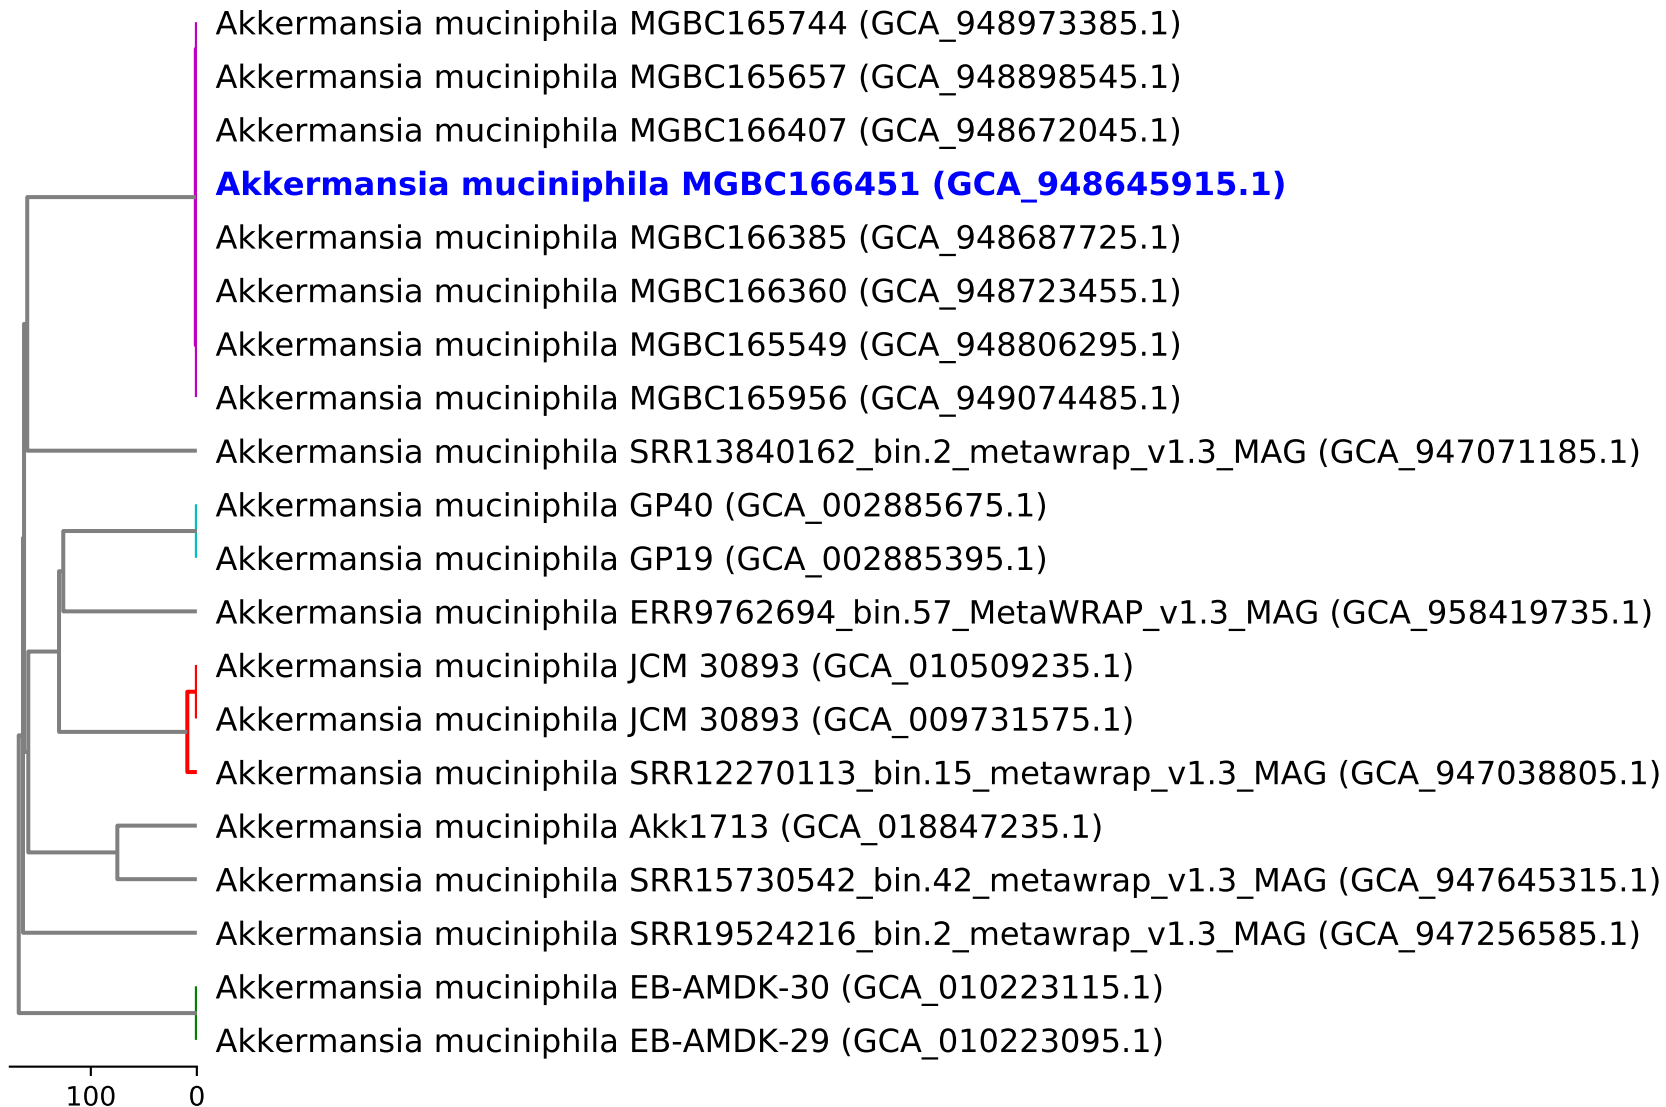 Akkermansia muciniphila MGBC165744 (GCA_948973385.1)
Akkermansia muciniphila MGBC165657 (GCA_948898545.1)
Akkermansia muciniphila MGBC166407 (GCA_948672045.1)
Akkermansia muciniphila MGBC166451 (GCA_948645915.1)
Akkermansia muciniphila MGBC166385 (GCA_948687725.1)
Akkermansia muciniphila MGBC166360 (GCA_948723455.1)
Akkermansia muciniphila MGBC165549 (GCA_948806295.1)
Akkermansia muciniphila MGBC165956 (GCA_949074485.1)
Akkermansia muciniphila SRR13840162_bin.2_metawrap_v1.3_MAG (GCA_947071185.1)
Akkermansia muciniphila GP40 (GCA_002885675.1)
Akkermansia muciniphila GP19 (GCA_002885395.1)
Akkermansia muciniphila ERR9762694_bin.57_MetaWRAP_v1.3_MAG (GCA_958419735.1)
Akkermansia muciniphila JCM 30893 (GCA_010509235.1)
Akkermansia muciniphila JCM 30893 (GCA_009731575.1)
Akkermansia muciniphila SRR12270113_bin.15_metawrap_v1.3_MAG (GCA_947038805.1)
Akkermansia muciniphila Akk1713 (GCA_018847235.1)
Akkermansia muciniphila SRR15730542_bin.42_metawrap_v1.3_MAG (GCA_947645315.1)
Akkermansia muciniphila SRR19524216_bin.2_metawrap_v1.3_MAG (GCA_947256585.1)
Akkermansia muciniphila EB-AMDK-30 (GCA_010223115.1)
Akkermansia muciniphila EB-AMDK-29 (GCA_010223095.1)
100 0